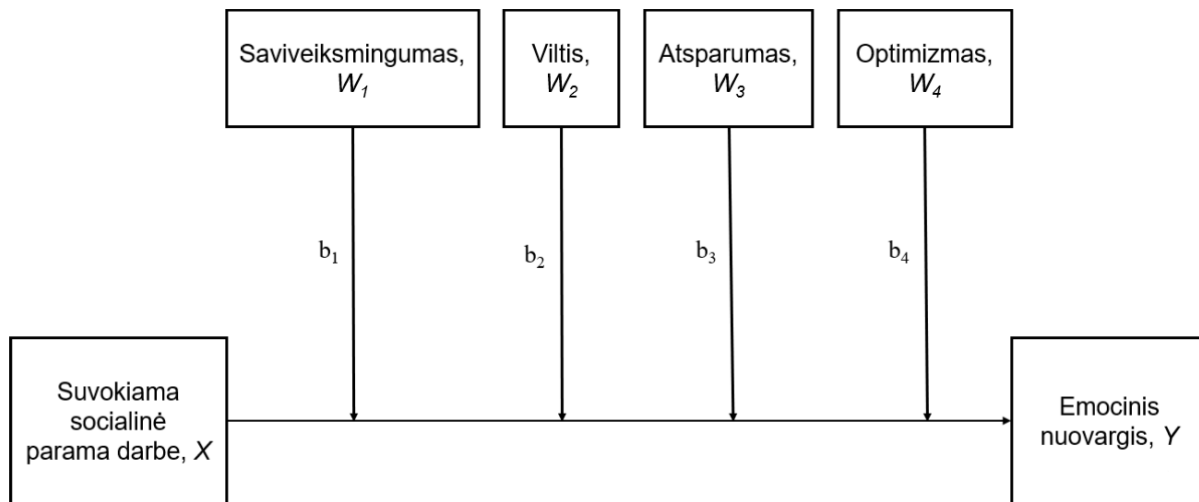 Saviveiksmingumas,
W₁
Viltis,
W₂
Atsparumas,
W₃
Optimizmas,
W₄
b₁
b₂
b₃
b₄
Suvokiama
socialinė
parama darbe, X
Emocinis
nuovargis, Y